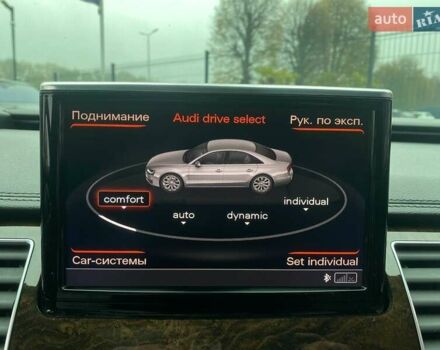 auto RIA
Поднимание
Audi drive select
Рук. по эксп.
comfort
auto
dynamic
individual
Car-системы
Set individual